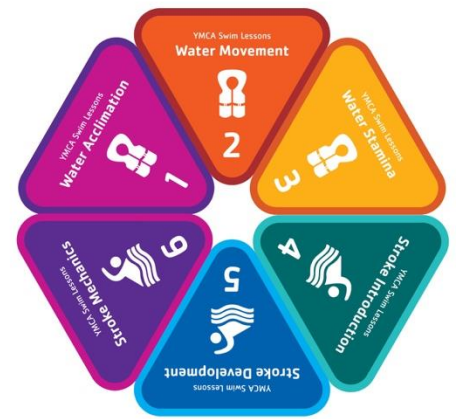 YMCA Swim Lessons
Water Acclimation
1
YMCA Swim Lessons
Water Movement
2
YMCA Swim Lessons
Water Stamina
3
YMCA Swim Lessons
Stroke Introduction
4
YMCA Swim Lessons
Stroke Development
5
YMCA Swim Lessons
Stroke Mechanics
6